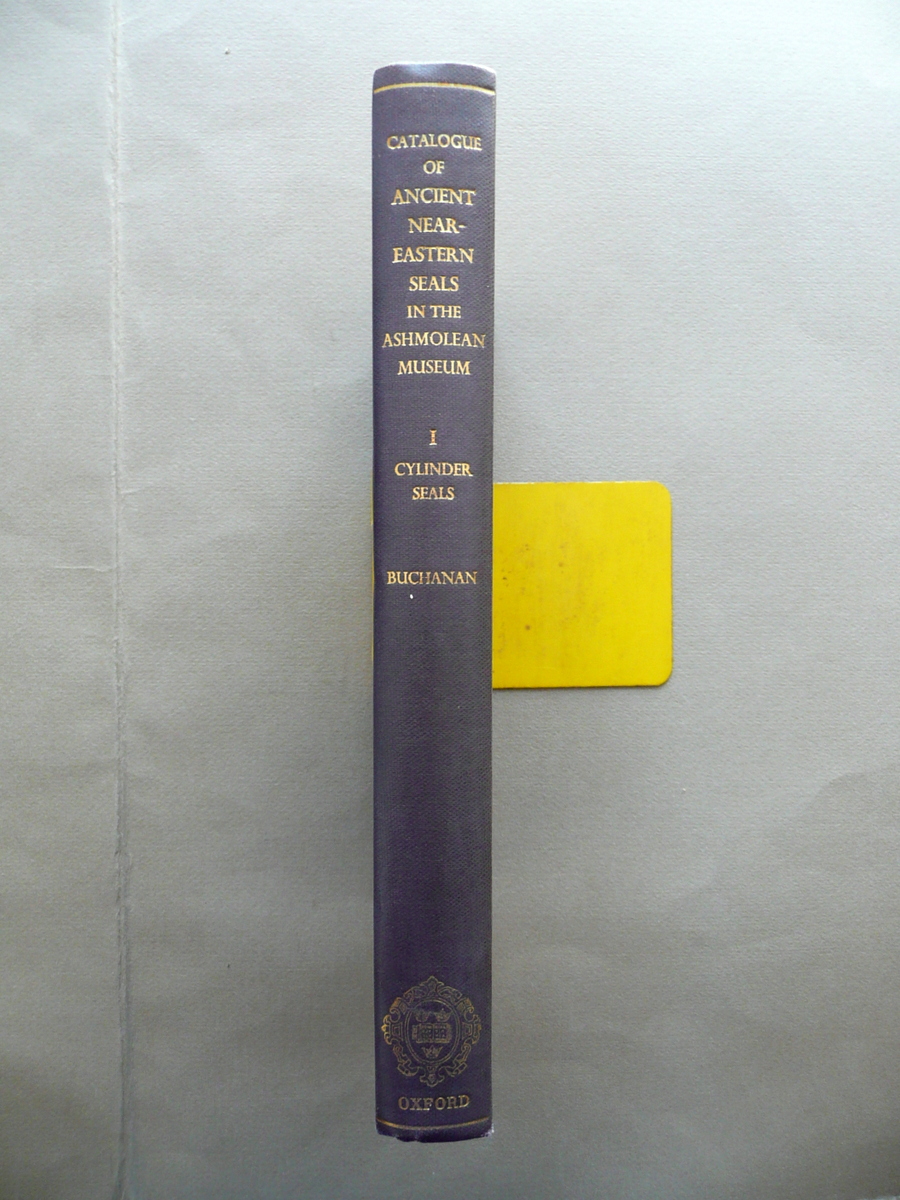 CATALOGUE
OF
ANCIENT
NEAR-
EASTERN
SEALS
IN THE
ASHMOLEAN
MUSEUM
I
CYLINDER
SEALS
BUCHANAN
OXFORD